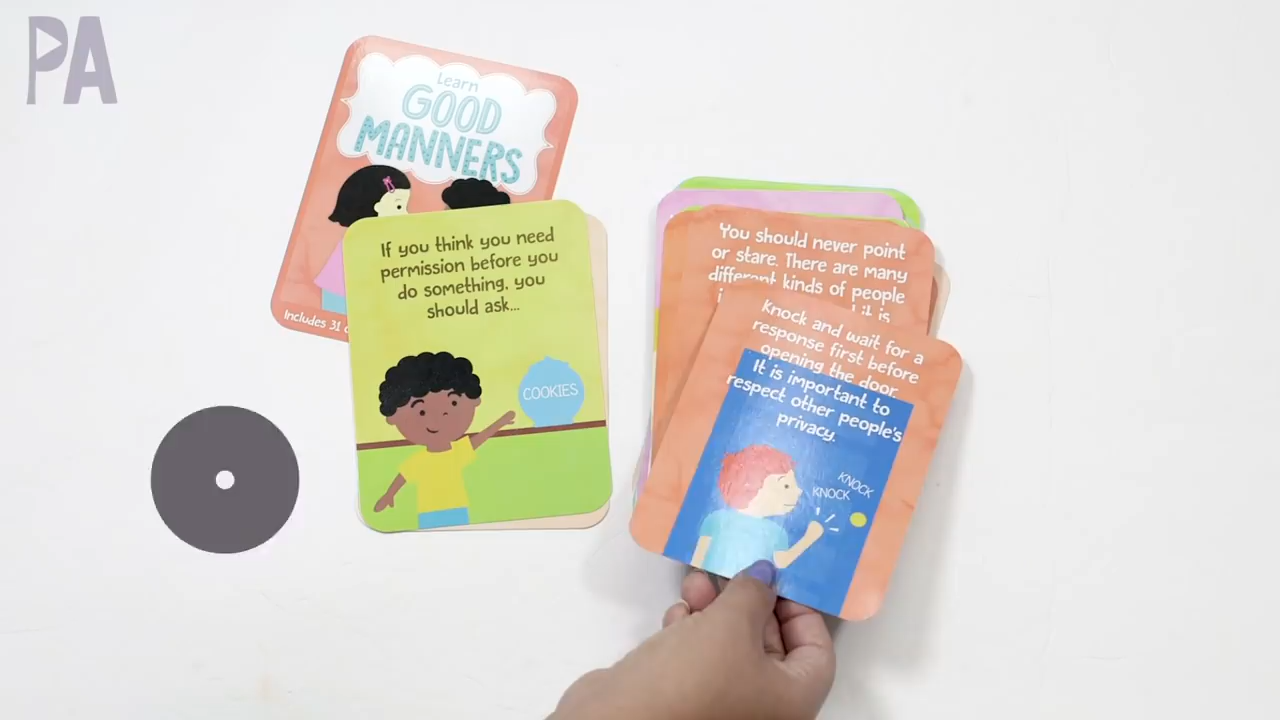 PA
Learn
GOOD
MANNERS
Includes 31
If you think you need
permission before you
do something, you
should ask...
COOKIES
You should never point
or stare. There are many
different kinds of people
is
Knock and wait for a
response first before
opening the door.
It is important to
respect other people's
privacy.
KNOCK
KNOCK